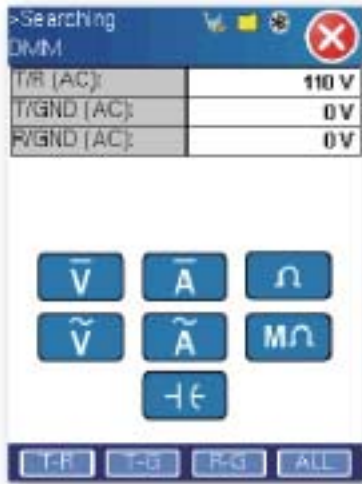 >Searching
DMM
T/R (AC): 110 V
T/GND (AC): 0 V
R/GND (AC): 0 V
V̅ A̅ Ω
Ṽ Ã MΩ
T-R T-G R-G ALL